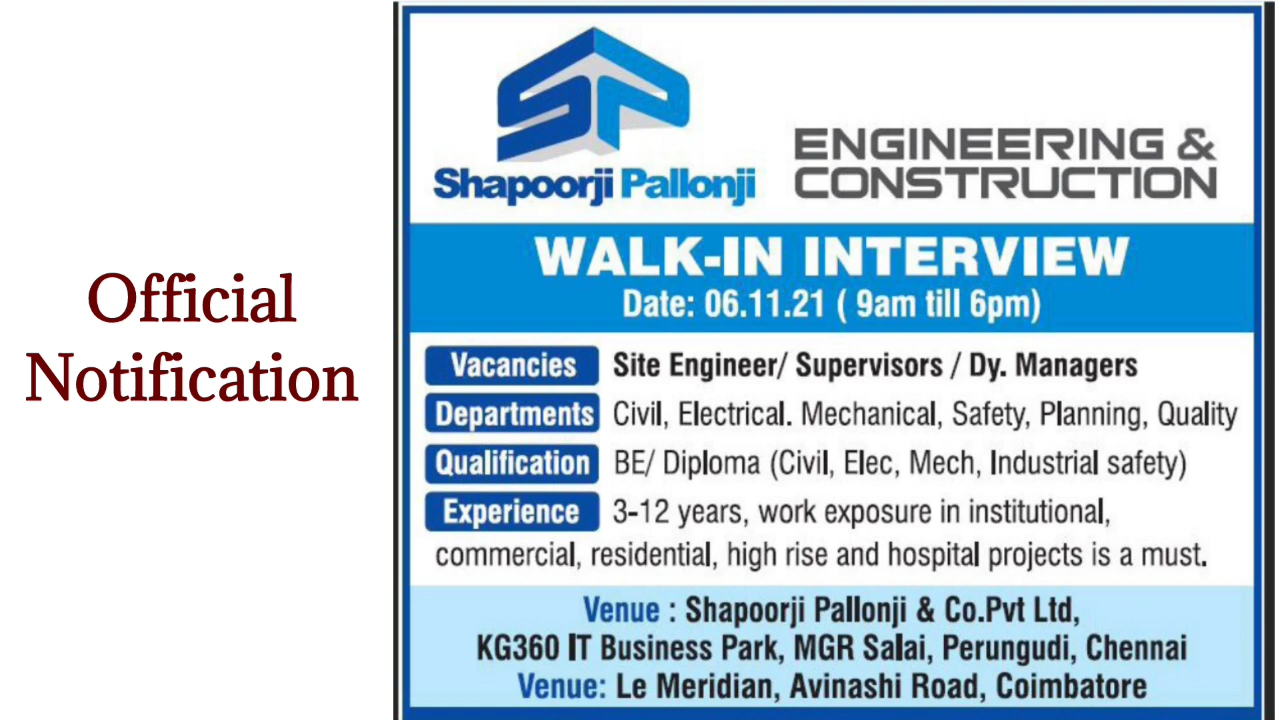 Official
Notification
SP
Shapoorji Pallonji
ENGINEERING &
CONSTRUCTION
WALK-IN INTERVIEW
Date: 06.11.21 ( 9am till 6pm)
Vacancies Site Engineer/ Supervisors / Dy. Managers
Departments Civil, Electrical. Mechanical, Safety, Planning, Quality
Qualification BE/ Diploma (Civil, Elec, Mech, Industrial safety)
Experience 3-12 years, work exposure in institutional,
commercial, residential, high rise and hospital projects is a must.
Venue : Shapoorji Pallonji & Co.Pvt Ltd,
KG360 IT Business Park, MGR Salai, Perungudi, Chennai
Venue: Le Meridian, Avinashi Road, Coimbatore